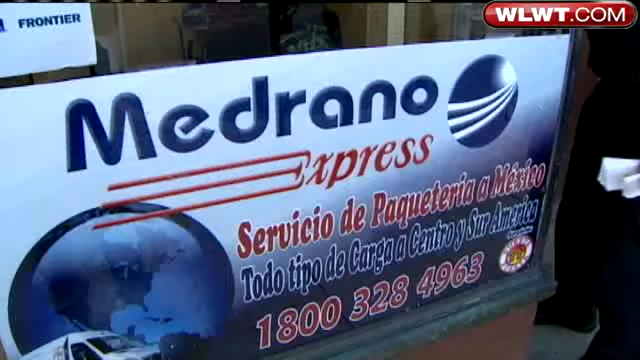 WLWT.COM
FRONTIER
Medrano
Express
Servicio de Paqueteria a México
Todo tipo de Carga a Centro y Sur America
1800 328 4963